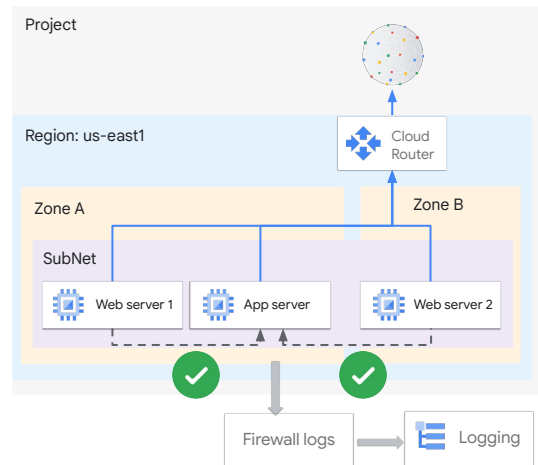 Project
Region: us-east1
Cloud
Router
Zone A
Zone B
SubNet
Web server 1
App server
Web server 2
Firewall logs
Logging